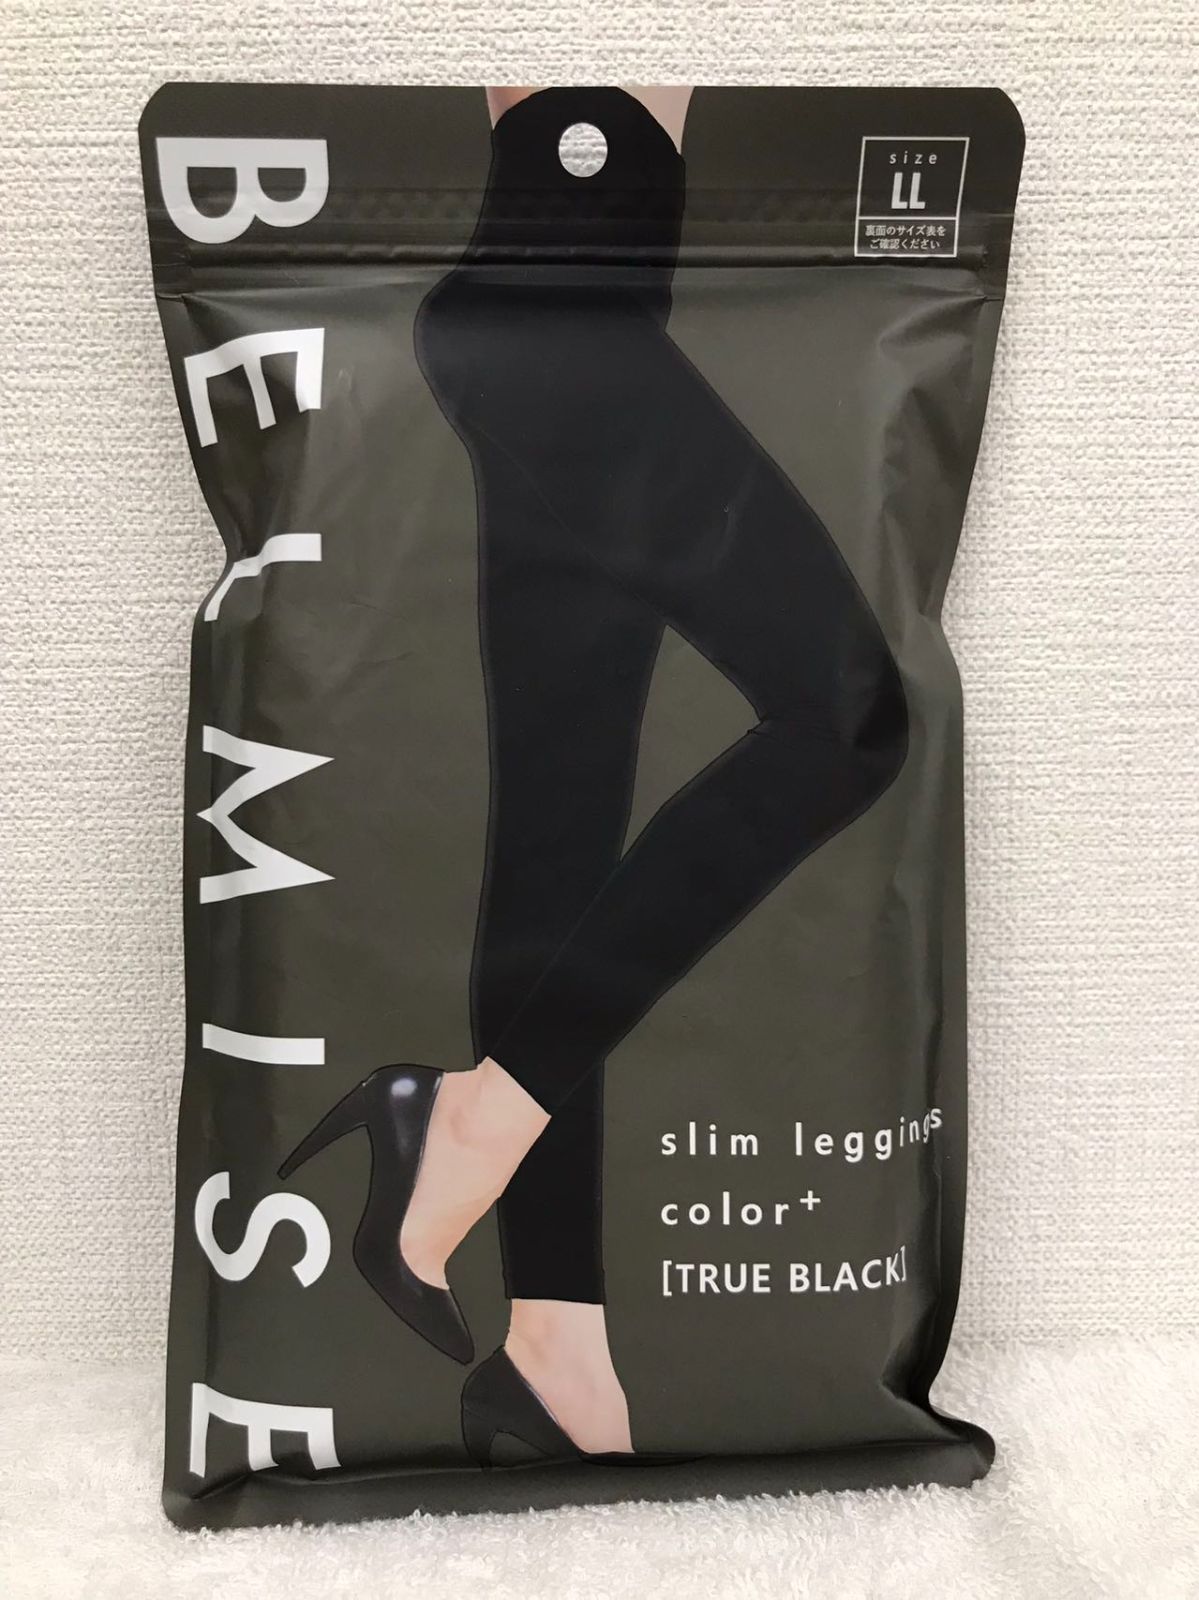 BELMISE
size
LL
裏面のサイズ表を
ご確認ください
slim leggings
color+
[TRUE BLACK]